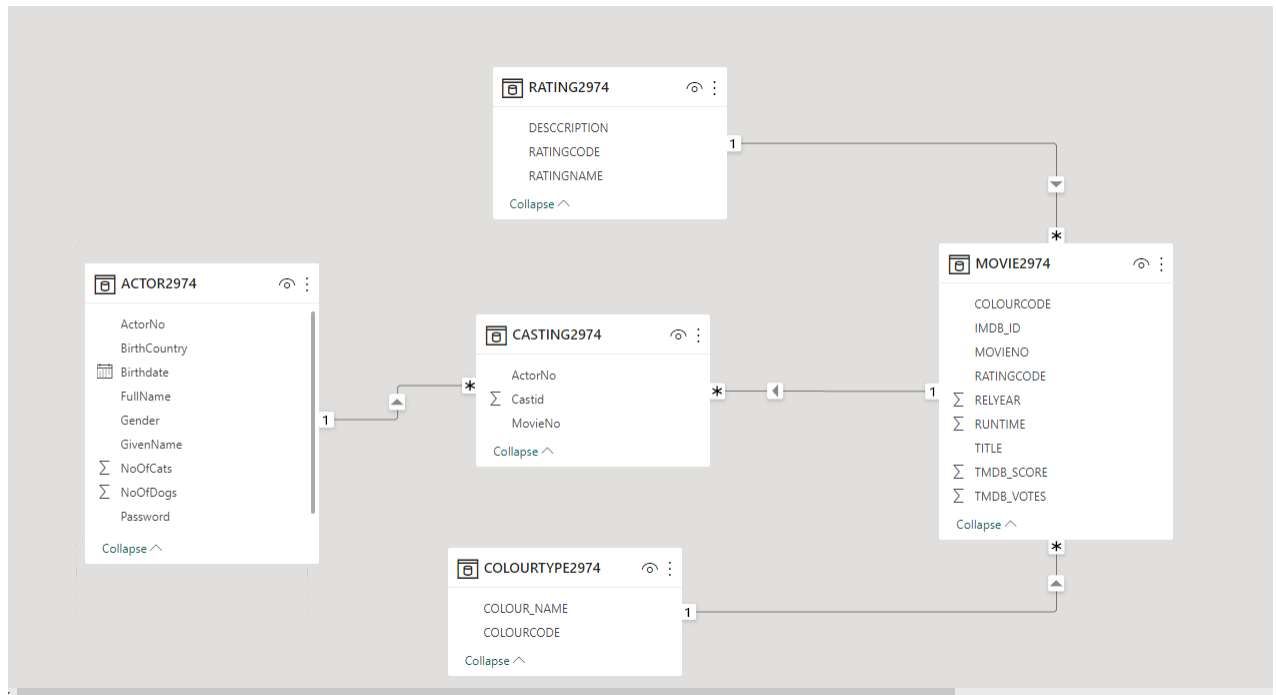 RATING2974
DESCCRIPTION
RATINGCODE
RATINGNAME
Collapse
1
*
ACTOR2974
ActorNo
BirthCountry
Birthdate
FullName
Gender
GivenName
NoOfCats
NoOfDogs
Password
Collapse
1
*
CASTING2974
ActorNo
Castid
MovieNo
Collapse
*
1
MOVIE2974
COLOURCODE
IMDB_ID
MOVIENO
RATINGCODE
RELYEAR
RUNTIME
TITLE
TMDB_SCORE
TMDB_VOTES
Collapse
*
COLOURTYPE2974
COLOUR_NAME
COLOURCODE
Collapse
1